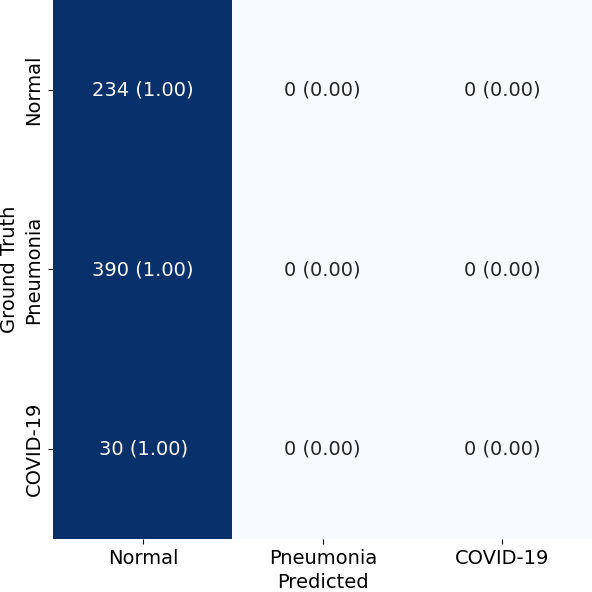 Ground Truth
Normal
234 (1.00) 0 (0.00) 0 (0.00)
Pneumonia
390 (1.00) 0 (0.00) 0 (0.00)
COVID-19
30 (1.00) 0 (0.00) 0 (0.00)
Normal Pneumonia COVID-19
Predicted